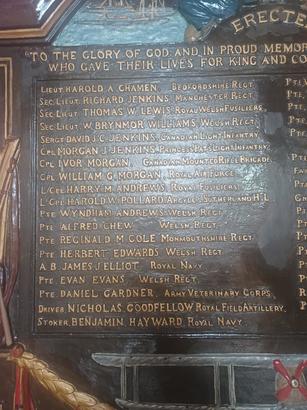 ERECTE
"TO THE GLORY OF GOD, AND IN PROUD MEMO
WHO GAVE THEIR LIVES FOR KING AND CO
LIEUT. HAROLD A. CHAMEN, BEDFORDSHIRE REGT.
SEC. LIEUT. RICHARD JENKINS, MANCHESTER REGT.
SEC. LIEUT. THOMAS W. LEWIS, ROYAL WELSH FUSILIERS.
SEC. LIEUT. W. BRYNMOR WILLIAMS, WELSH REGT.
SERGT DAVID J.C. JENKINS, CANADIAN LIGHT INFANTRY.
CPL MORGAN J. JENKINS, PRINCESS PAT'S LIGHT INFANTRY.
CPL IVOR MORGAN, CANADIAN MOUNTED RIFLE BRIGADE.
CPL WILLIAM G. MORGAN, ROYAL AIR FORCE.
L/CPL HARRY M. ANDREWS, ROYAL FUSILIERS.
L/CPL HAROLD W. POLLARD, ARGYLL & SUTHERLAND H.L.
PTE WYNDHAM ANDREWS, WELSH REGT.
PTE ALFRED CHEW, WELSH REGT.
PTE REGINALD M. COLE, MONMOUTHSHIRE REGT.
PTE HERBERT EDWARDS, WELSH REGT.
A.B. JAMES J. ELLIOT, ROYAL NAVY.
PTE EVAN EVANS, WELSH REGT.
PTE DANIEL GARDNER, ARMY VETERINARY CORPS.
DRIVER NICHOLAS GOODFELLOW, ROYAL FIELD ARTILLERY.
STOKER BENJAMIN HAYWARD, ROYAL NAVY.